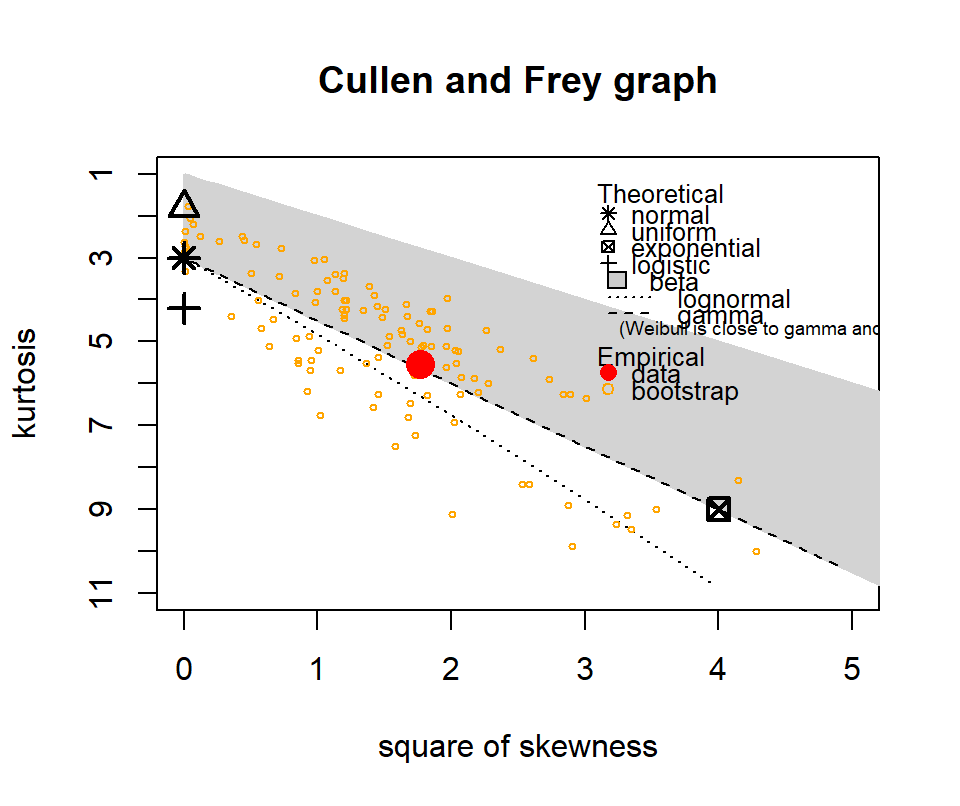 Cullen and Frey graph
kurtosis
1
3
5
7
9
11
Theoretical
normal
uniform
exponential
logistic
beta
lognormal
gamma
(Weibull is close to gamma and
Empirical
data
bootstrap
0 1 2 3 4 5
square of skewness